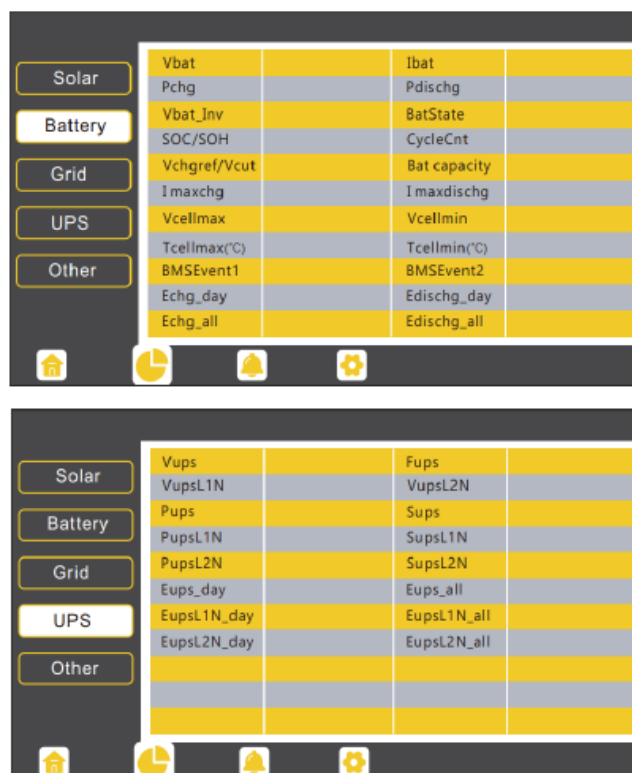 Solar
Battery
Grid
UPS
Other
Vbat Ibat
Pchg Pdischg
Vbat_Inv BatState
SOC/SOH CycleCnt
Vchgref/Vcut Bat capacity
Imaxchg Imaxdischg
Vcellmax Vcellmin
Tcellmax(℃) Tcellmin(℃)
BMSEvent1 BMSEvent2
Echg_day Edischg_day
Echg_all Edischg_all
Solar
Battery
Grid
UPS
Other
Vups Fups
VupsL1N VupsL2N
Pups Sups
PupsL1N SupsL1N
PupsL2N SupsL2N
Eups_day Eups_all
EupsL1N_day EupsL1N_all
EupsL2N_day EupsL2N_all